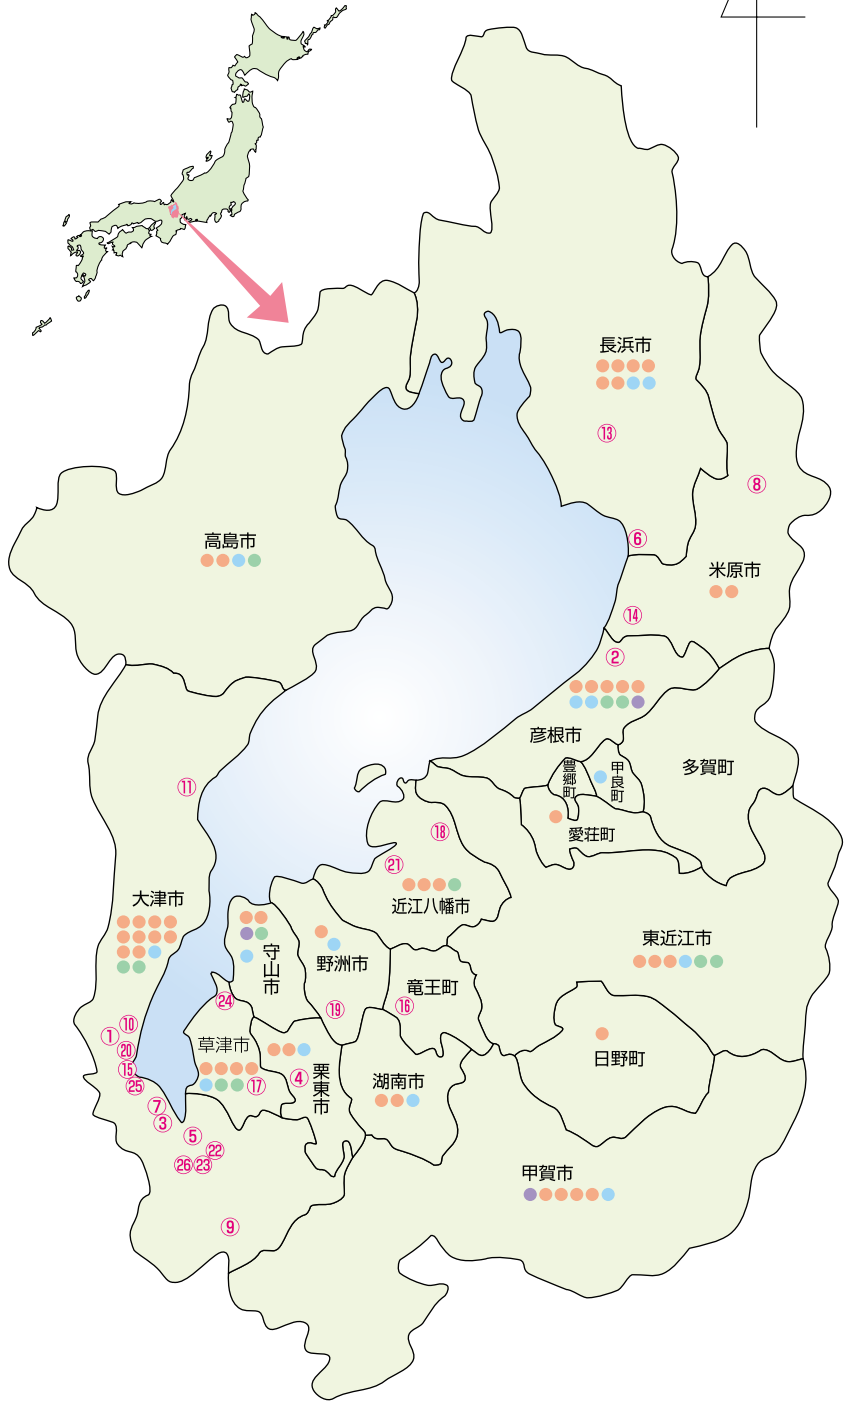 長浜市
⑬
⑧
⑥
高島市
米原市
⑭
②
彦根市
豊郷町
甲良町
多賀町
⑪
⑱
愛荘町
㉑
大津市
近江八幡市
守山市
野洲市
東近江市
竜王町
㉔
⑯
⑲
⑩
①
草津市
⑳
日野町
⑮
④
栗東市
湖南市
㉕
⑰
⑦
③
⑤
㉒
㉖
㉓
甲賀市
⑨